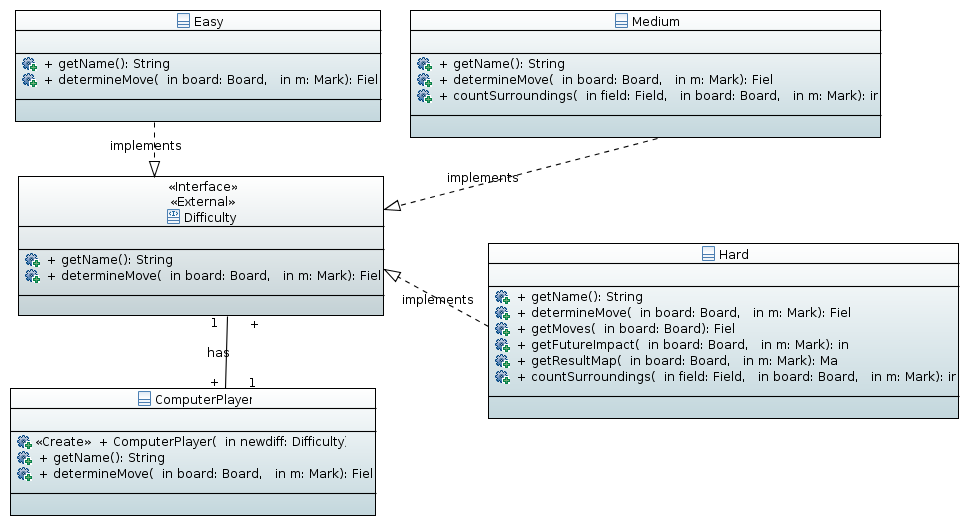 Easy
+ getName(): String
+ determineMove( in board: Board, in m: Mark): Fiel
Medium
+ getName(): String
+ determineMove( in board: Board, in m: Mark): Fiel
+ countSurroundings( in field: Field, in board: Board, in m: Mark): ir
implements
implements
«Interface»
«External»
Difficulty
+ getName(): String
+ determineMove( in board: Board, in m: Mark): Fiel
implements
Hard
+ getName(): String
+ determineMove( in board: Board, in m: Mark): Fiel
+ getMoves( in board: Board): Fiel
+ getFutureImpact( in board: Board, in m: Mark): in
+ getResultMap( in board: Board, in m: Mark): Ma
+ countSurroundings( in field: Field, in board: Board, in m: Mark): ir
1 +
has
+ 1
ComputerPlayer
«Create» + ComputerPlayer( in newdiff: Difficulty)
+ getName(): String
+ determineMove( in board: Board, in m: Mark): Fiel